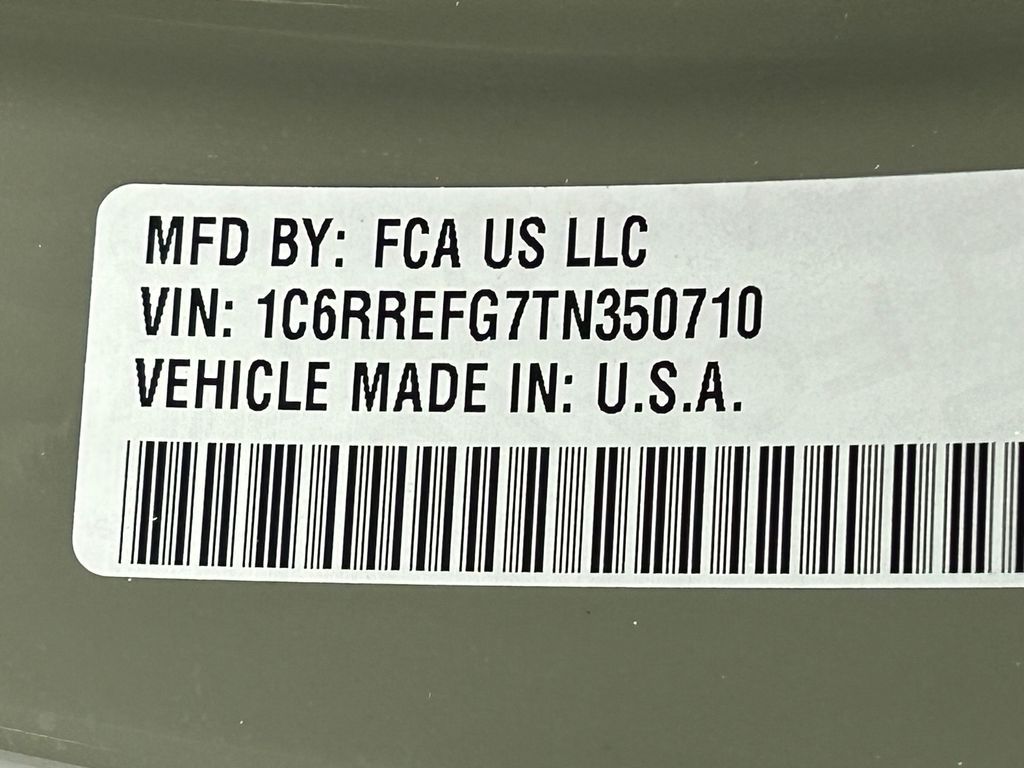 MFD BY: FCA US LLC
VIN: 1C6RREFG7TN350710
VEHICLE MADE IN: U.S.A.